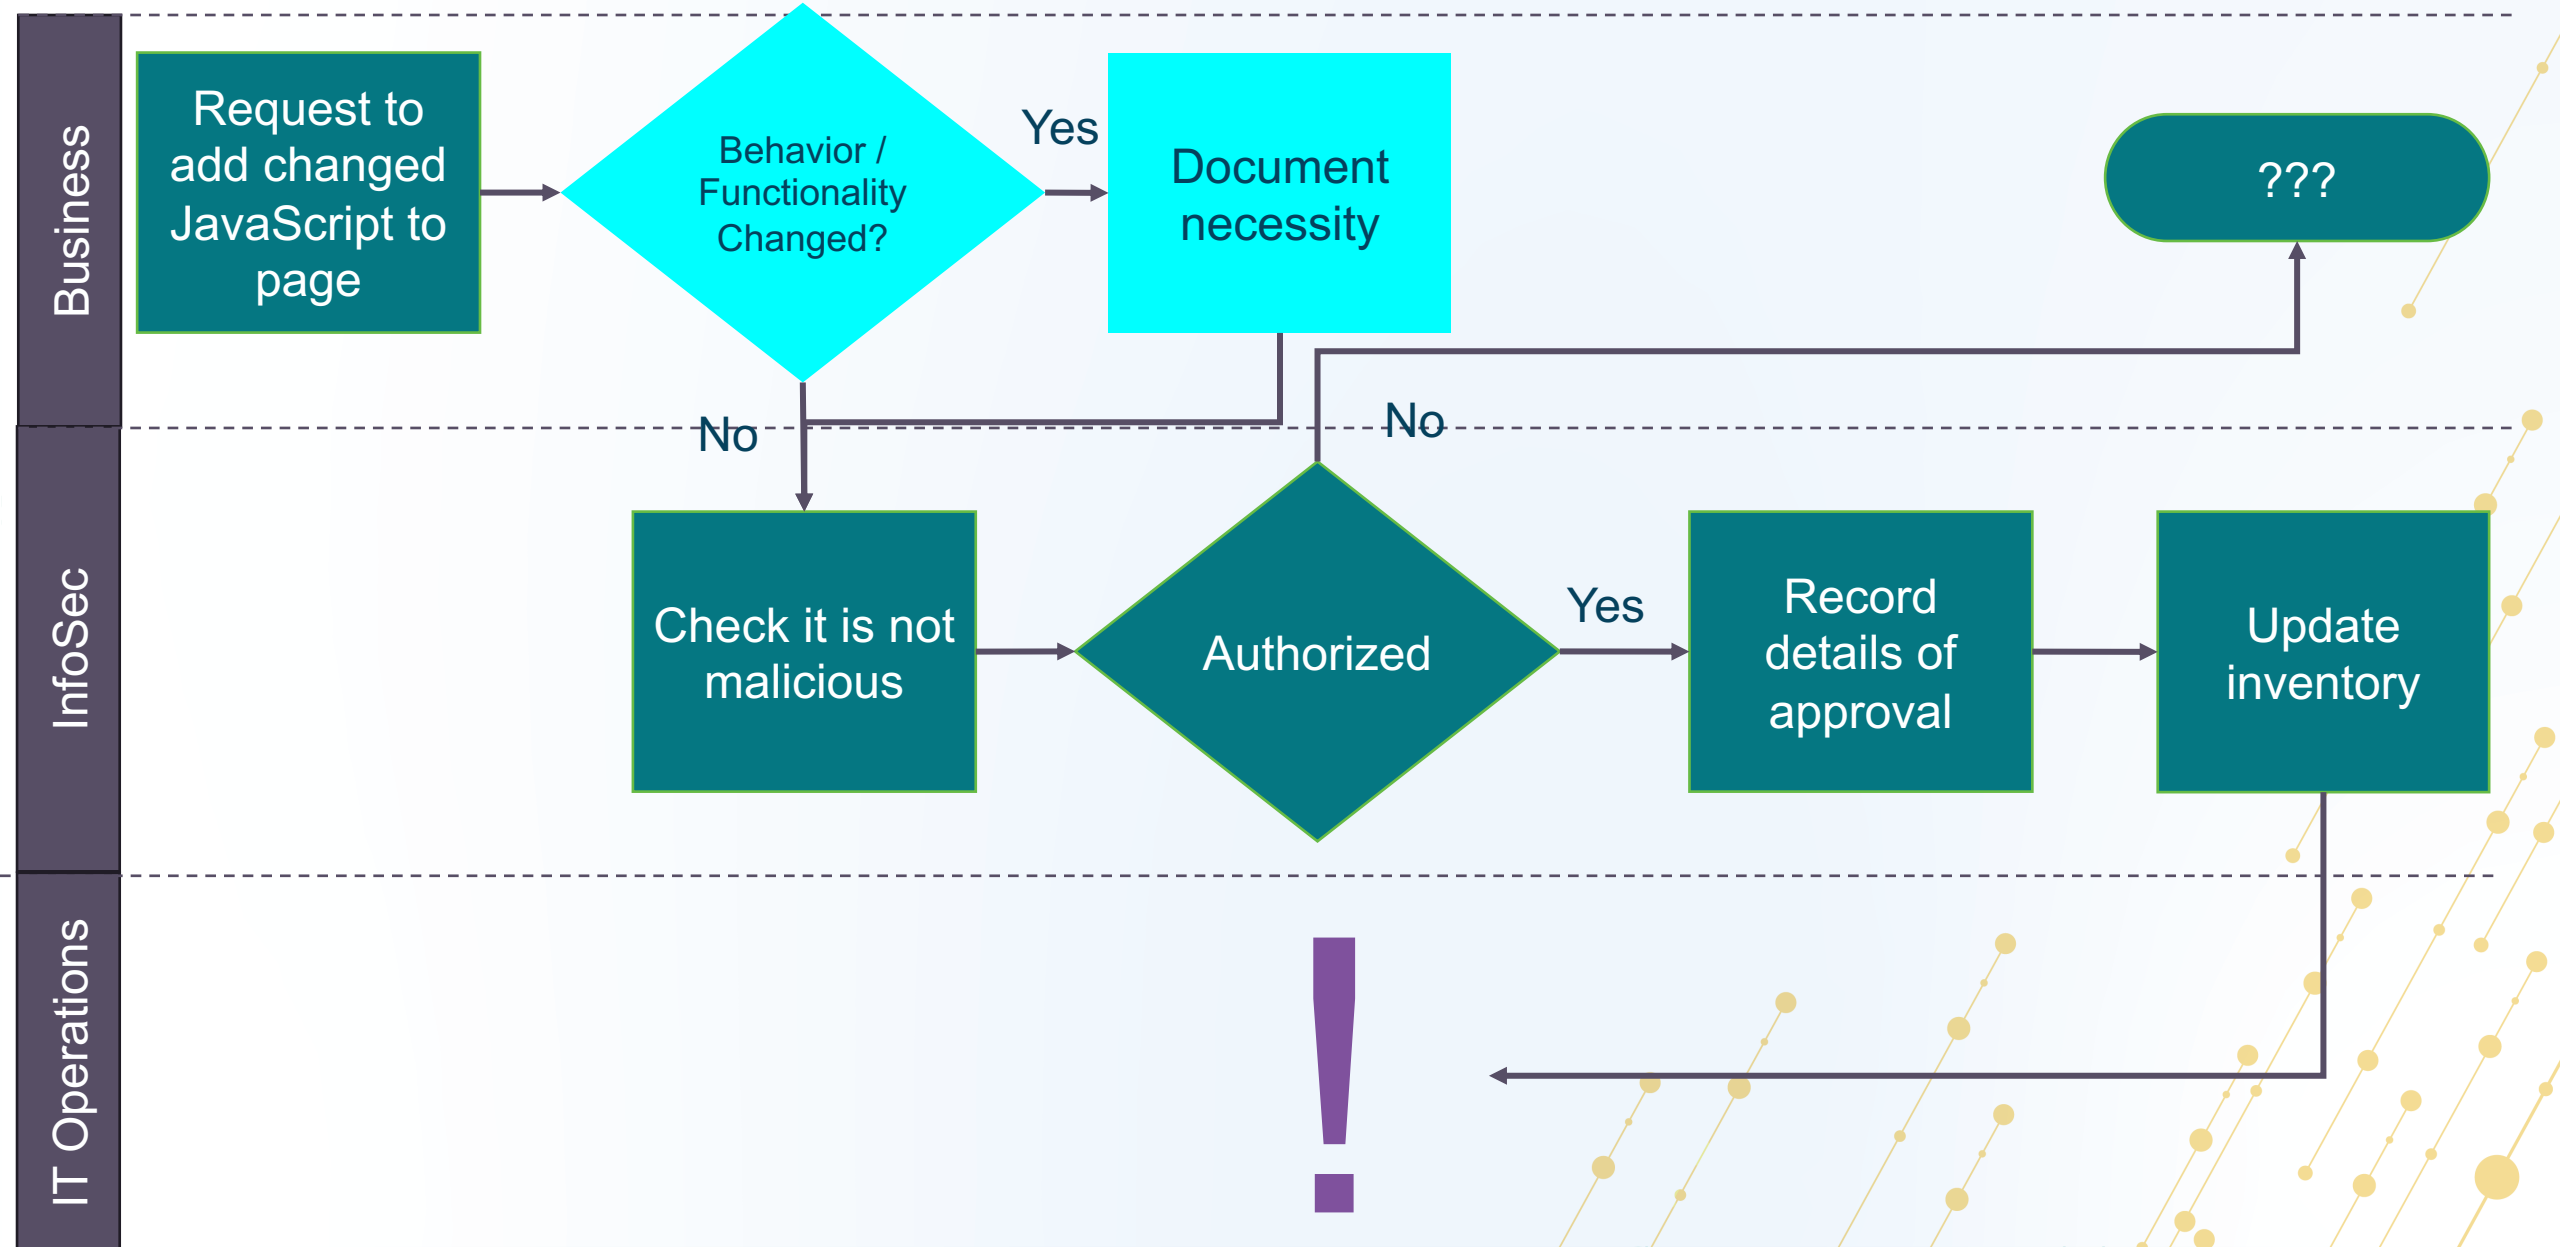 Business
Request to
add changed
JavaScript to
page
Behavior /
Functionality
Changed?
Yes
Document
necessity
???
No
No
InfoSec
Check it is not
malicious
Authorized
Yes
Record
details of
approval
Update
inventory
IT Operations
!